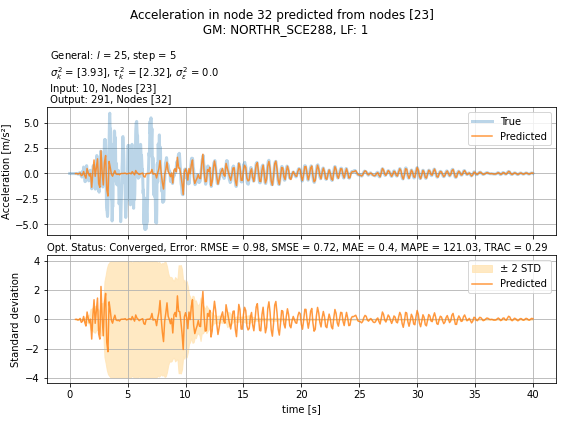 Acceleration in node 32 predicted from nodes [23]
GM: NORTHR_SCE288, LF: 1
General: l = 25, step = 5
σ²ₖ = [3.93], τ²ₖ = [2.32], σ²ε = 0.0
Input: 10, Nodes [23]
Output: 291, Nodes [32]
Acceleration [m/s²]
5.0
2.5
0.0
−2.5
−5.0
True
Predicted
Opt. Status: Converged, Error: RMSE = 0.98, SMSE = 0.72, MAE = 0.4, MAPE = 121.03, TRAC = 0.29
Standard deviation
4
2
0
−2
−4
± 2 STD
Predicted
0 5 10 15 20 25 30 35 40
time [s]